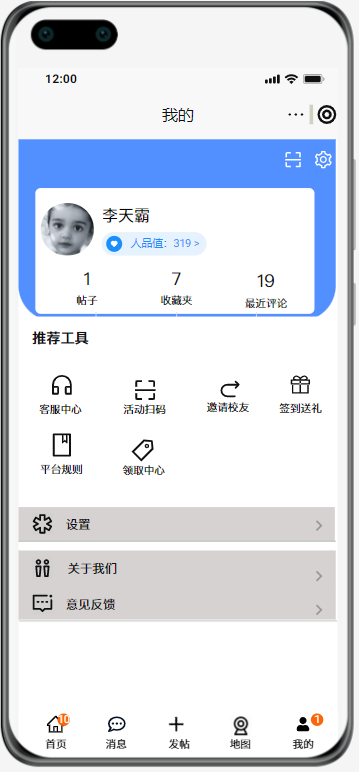 12:00
我的
李天霸
人品值：319 >
1 7 19
帖子 收藏夹 最近评论
推荐工具
客服中心 活动扫码 邀请校友 签到送礼
平台规则 领取中心
设置
关于我们
意见反馈
10 1
首页 消息 发帖 地图 我的